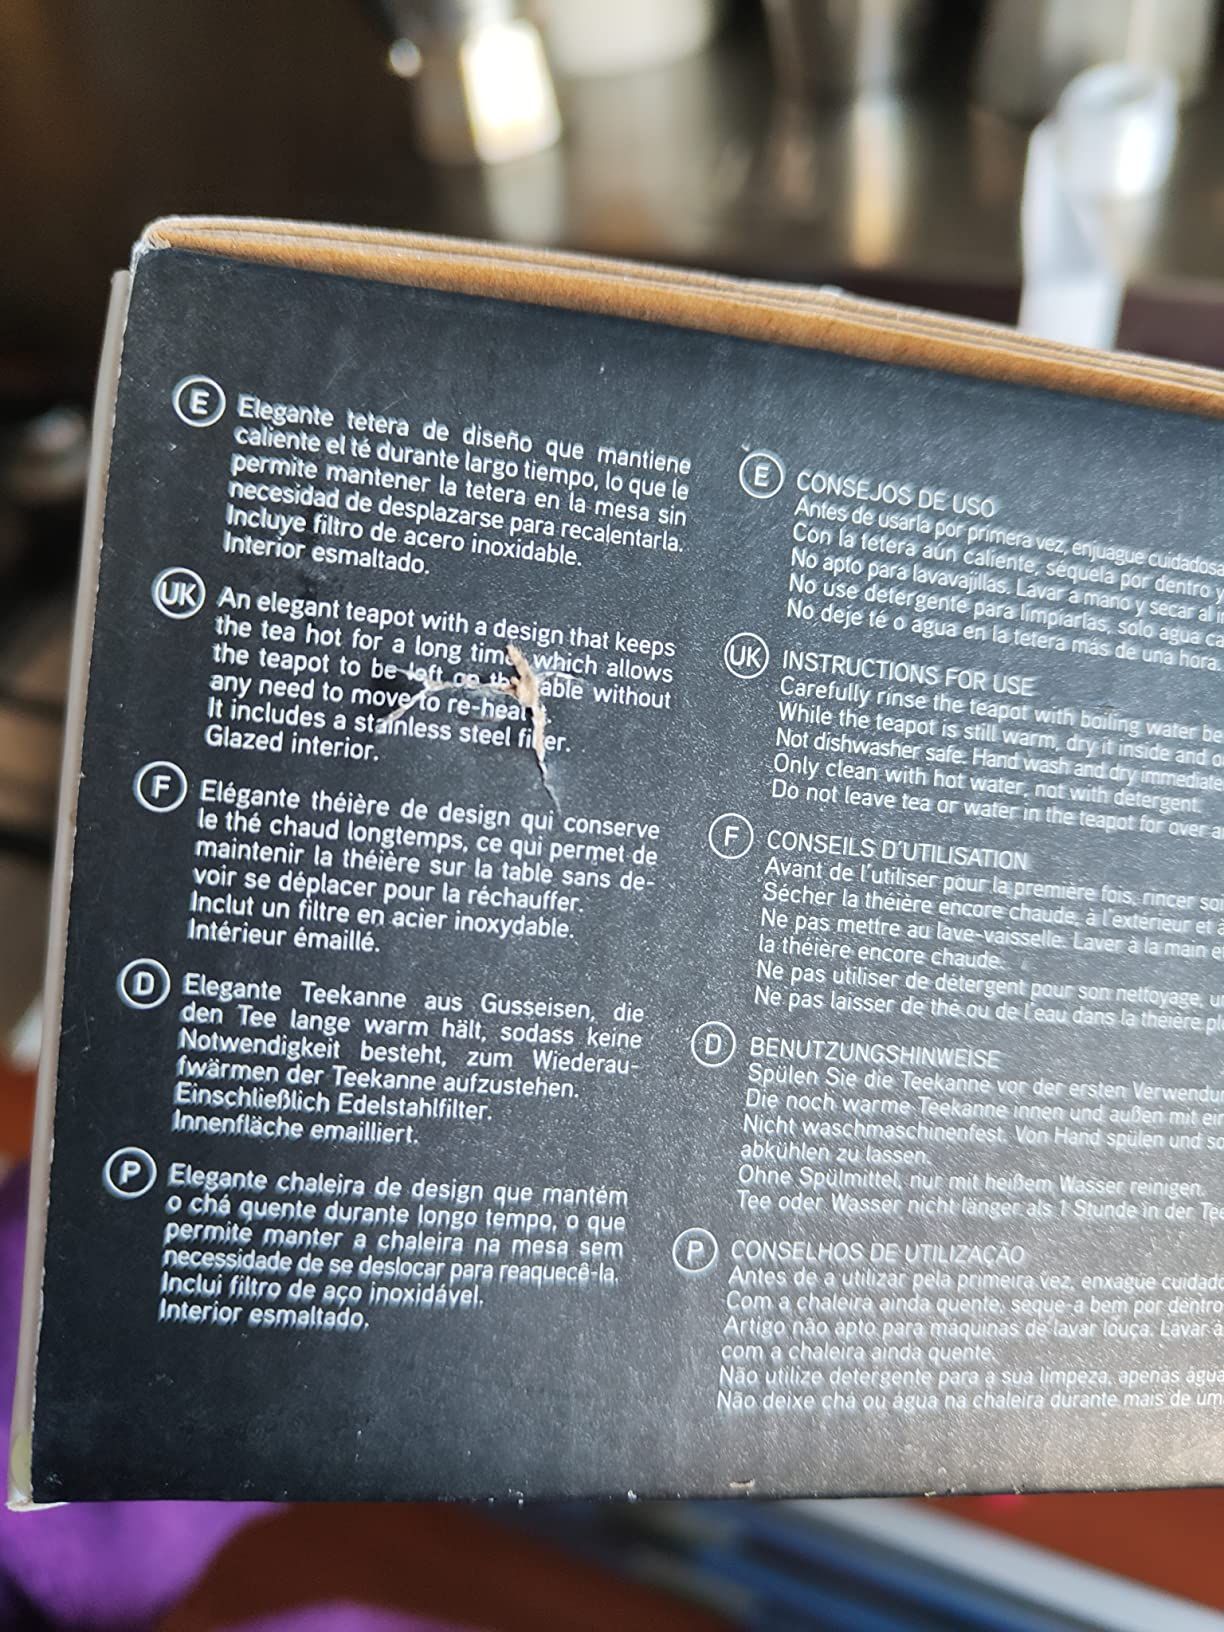 E
Elegante tetera de diseño que mantiene
caliente el té durante largo tiempo, lo que le
permite mantener la tetera en la mesa sin
necesidad de desplazarse para recalentarla.
Incluye filtro de acero inoxidable.
Interior esmaltado.
UK
An elegant teapot with a design that keeps
the tea hot for a long time, which allows
the teapot to be left on the table without
any need to move to re-heat
It includes a stainless steel filter.
Glazed interior.
F
Elégante théière de design qui conserve
le thé chaud longtemps, ce qui permet de
maintenir la théière sur la table sans de-
voir se déplacer pour la réchauffer.
Inclut un filtre en acier inoxydable.
Intérieur émaillé.
D
Elegante Teekanne aus Gusseisen, die
den Tee lange warm hält, sodass keine
Notwendigkeit besteht, zum Wiederau-
fwärmen der Teekanne aufzustehen.
Einschließlich Edelstahlfilter.
Innenfläche emailliert.
P
Elegante chaleira de design que mantém
o chá quente durante longo tempo, o que
permite manter a chaleira na mesa sem
necessidade de se deslocar para reaquecê-la.
Inclui filtro de aço inoxidável.
Interior esmaltado.
E
CONSEJOS DE USO
Antes de usarla por primera vez, enjuague cuidadosa
Con la tetera aún caliente, séquela por dentro y
No apto para lavavajillas. Lavar a mano y secar al i
No use detergente para limpiarlas, solo agua ca
No deje té o agua en la tetera más de una hora.
UK
INSTRUCTIONS FOR USE
Carefully rinse the teapot with boiling water be
While the teapot is still warm, dry it inside and o
Not dishwasher safe. Hand wash and dry immediate
Only clean with hot water, not with detergent.
Do not leave tea or water in the teapot for over a
F
CONSEILS D'UTILISATION
Avant de l'utiliser pour la première fois, rincer so
Sécher la théière encore chaude, à l'extérieur et à
Ne pas mettre au lave-vaisselle. Laver à la main e
la théière encore chaude.
Ne pas utiliser de détergent pour son nettoyage, u
Ne pas laisser de thé ou de l'eau dans la théière pl
D
BENUTZUNGSHINWEISE
Spülen Sie die Teekanne vor der ersten Verwendu
Die noch warme Teekanne innen und außen mit ein
Nicht waschmaschinenfest. Von Hand spülen und so
abkühlen zu lassen.
Ohne Spülmittel, nur mit heißem Wasser reinigen.
Tee oder Wasser nicht länger als 1 Stunde in der Tee
P
CONSELHOS DE UTILIZAÇÃO
Antes de a utilizar pela primeira vez, enxague cuidado
Com a chaleira ainda quente, seque-a bem por dentro
Artigo não apto para máquinas de lavar louça. Lavar à
com a chaleira ainda quente.
Não utilize detergente para a sua limpeza, apenas água
Não deixe chá ou água na chaleira durante mais de um